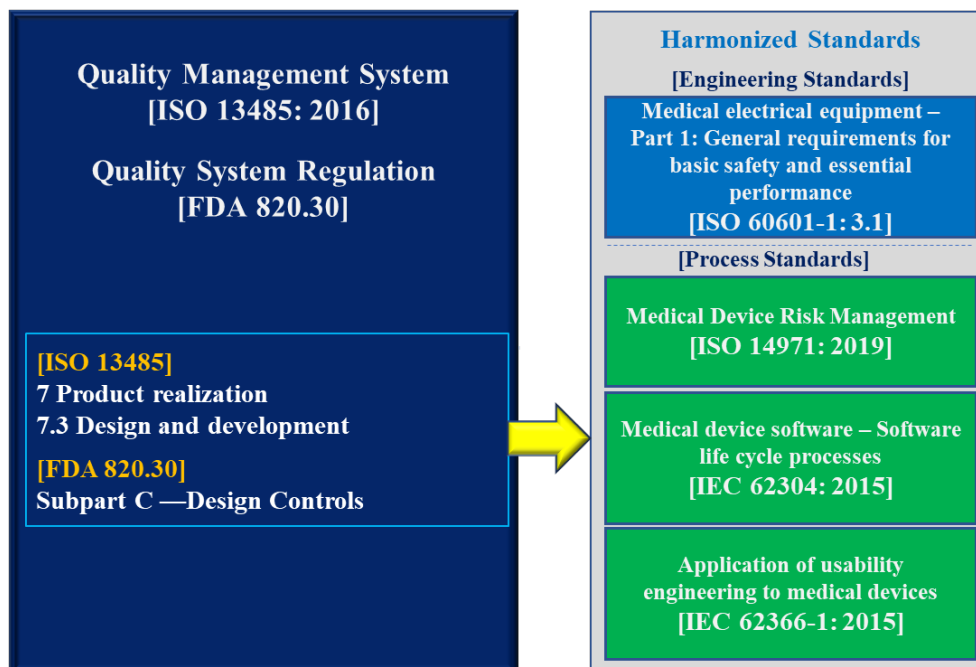 Quality Management System
[ISO 13485: 2016]
Quality System Regulation
[FDA 820.30]
[ISO 13485]
7 Product realization
7.3 Design and development
[FDA 820.30]
Subpart C —Design Controls
Harmonized Standards
[Engineering Standards]
Medical electrical equipment –
Part 1: General requirements for
basic safety and essential
performance
[ISO 60601-1: 3.1]
[Process Standards]
Medical Device Risk Management
[ISO 14971: 2019]
Medical device software – Software
life cycle processes
[IEC 62304: 2015]
Application of usability
engineering to medical devices
[IEC 62366-1: 2015]